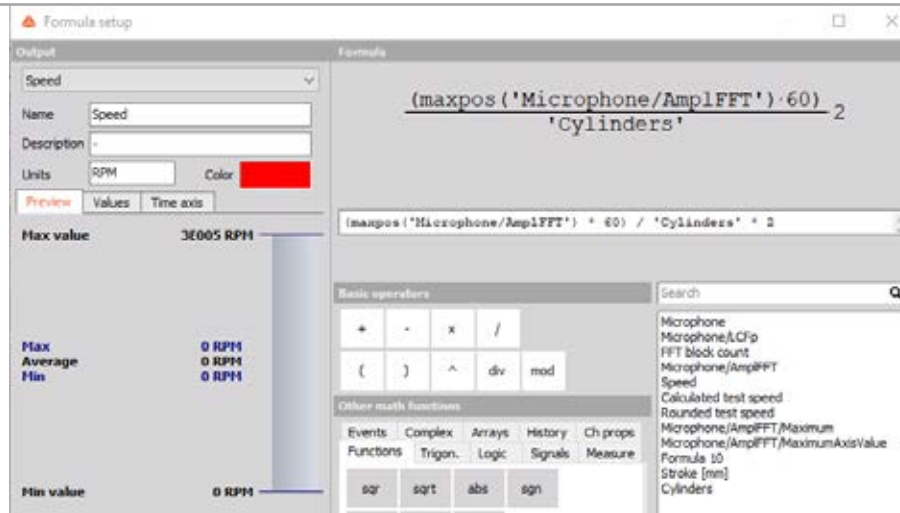 Formula setup
Output
Speed
Name Speed
Description -
Units RPM Color
Preview Values Time axis
Max value 3E005 RPM
Max 0 RPM
Average 0 RPM
Min 0 RPM
Min value 0 RPM
Formula
(maxpos('Microphone/AmplFFT')·60)
'Cylinders'
2
(maxpos('Microphone/AmplFFT') * 60) / 'Cylinders' * 2
Basic operators
+ - x /
( ) ^ div mod
Other math functions
Events Complex Arrays History Ch props
Functions Trigon. Logic Signals Measure
sqr sqrt abs sgn
Search
Microphone
Microphone/LCFp
FFT block count
Microphone/AmplFFT
Speed
Calculated test speed
Rounded test speed
Microphone/AmplFFT/Maximum
Microphone/AmplFFT/MaximumAxisValue
Formula 10
Stroke [mm]
Cylinders